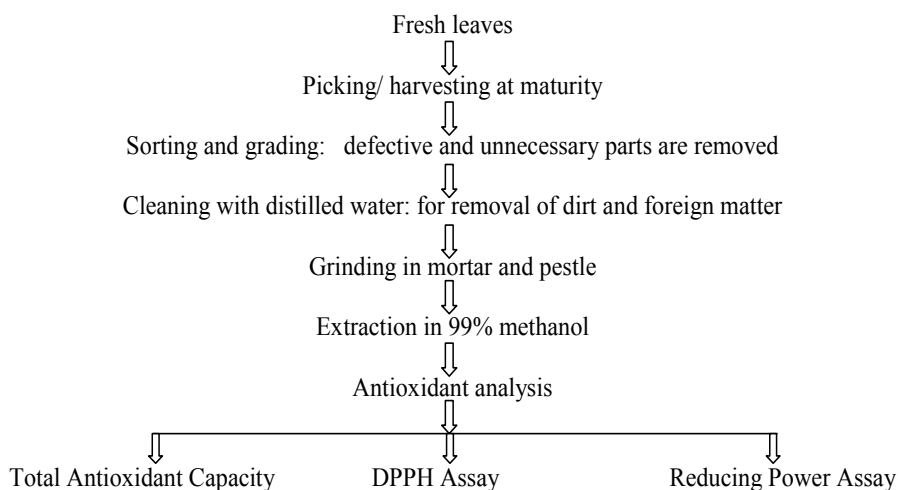 Fresh leaves
Picking/ harvesting at maturity
Sorting and grading: defective and unnecessary parts are removed
Cleaning with distilled water: for removal of dirt and foreign matter
Grinding in mortar and pestle
Extraction in 99% methanol
Antioxidant analysis
Total Antioxidant Capacity DPPH Assay Reducing Power Assay